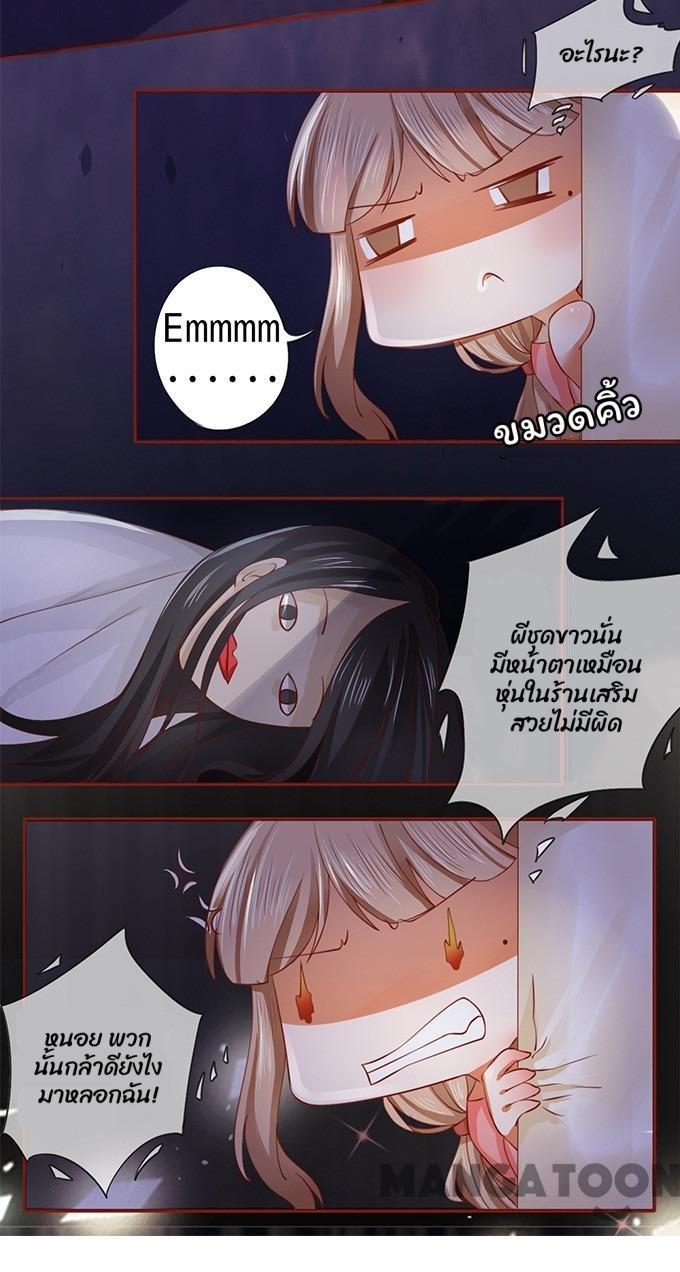 อะไรนะ?
Emmmm
......
ขมวดคิ้ว
ผีชุดขาวนั่น
มีหน้าตาเหมือน
หุ่นในร้านเสริม
สวยไม่มีผิด
หนอย พวก
นั้นกล้าดียังไง
มาหลอกฉัน!
MANGATOON